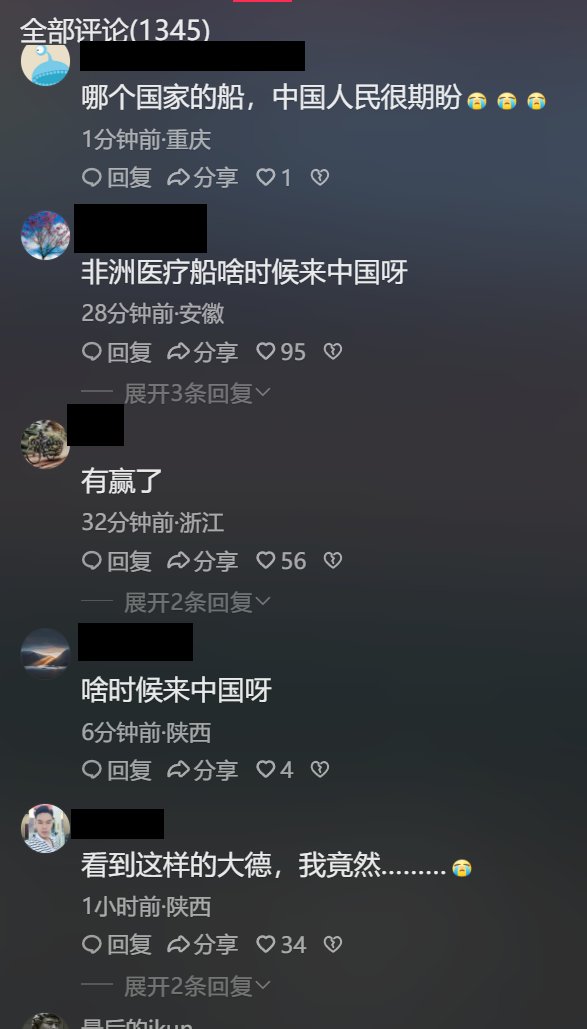 全部评论(1345)
哪个国家的船，中国人民很期盼😭😭😭
1分钟前·重庆
回复 分享 1
非洲医疗船啥时候来中国呀
28分钟前·安徽
回复 分享 95
展开3条回复
有赢了
32分钟前·浙江
回复 分享 56
展开2条回复
啥时候来中国呀
6分钟前·陕西
回复 分享 4
看到这样的大德，我竟然.........😭
1小时前·陕西
回复 分享 34
展开2条回复
最后的ikun